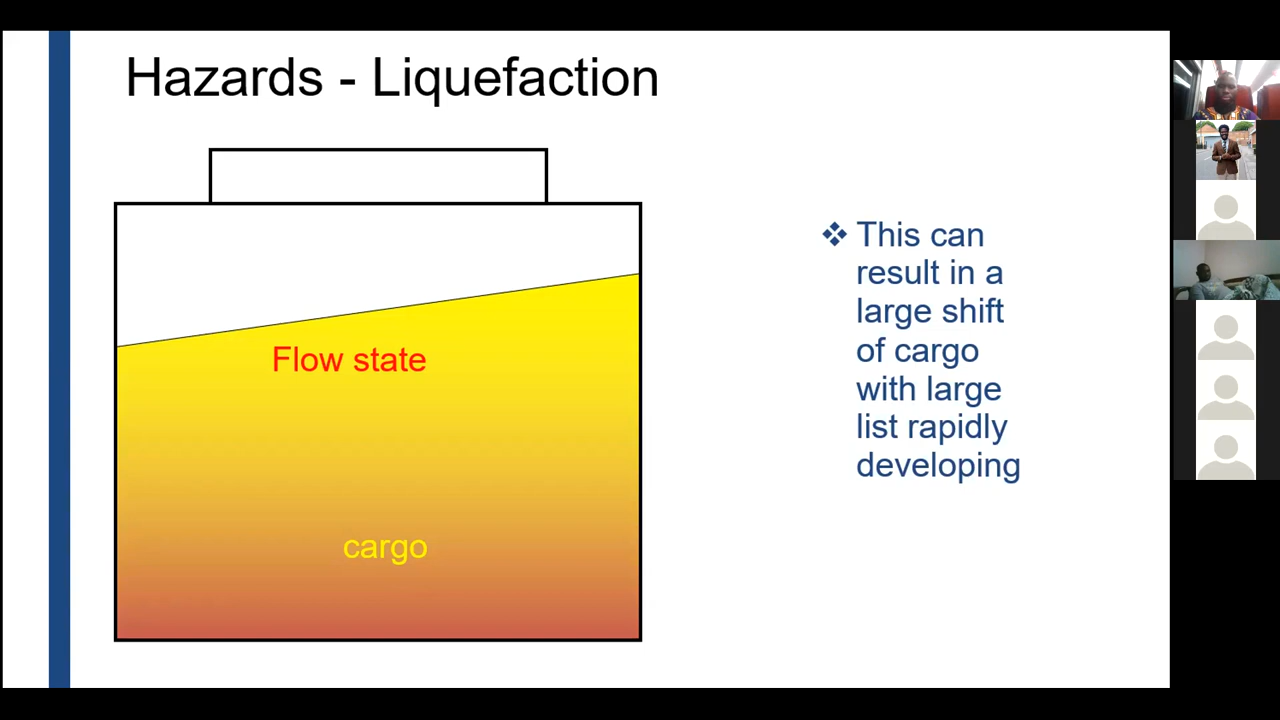 Hazards - Liquefaction
Flow state
cargo
❖ This can
result in a
large shift
of cargo
with large
list rapidly
developing